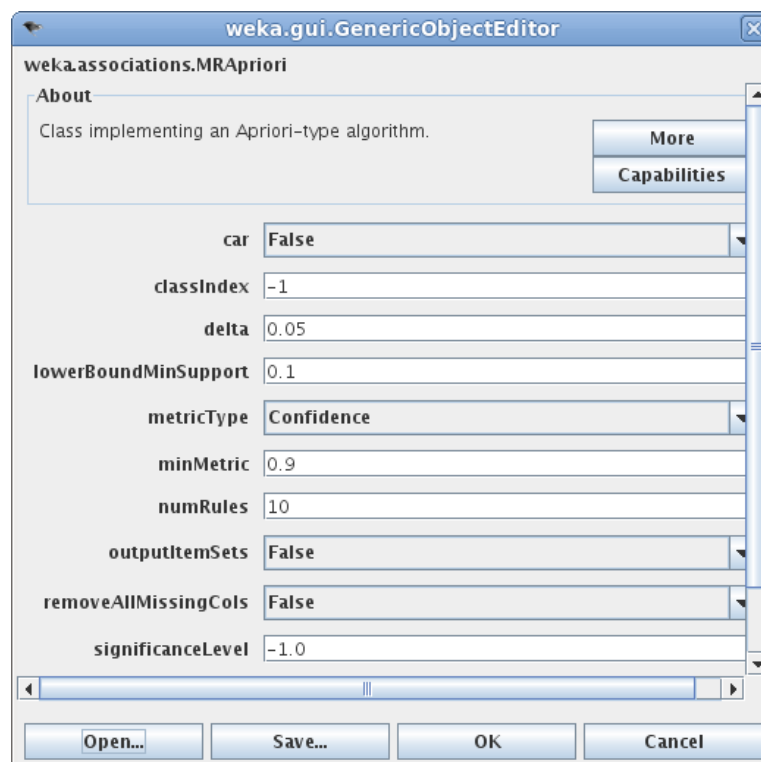 weka.gui.GenericObjectEditor
weka.associations.MRApriori
About
Class implementing an Apriori-type algorithm.
More
Capabilities
car False
classIndex -1
delta 0.05
lowerBoundMinSupport 0.1
metricType Confidence
minMetric 0.9
numRules 10
outputItemSets False
removeAllMissingCols False
significanceLevel -1.0
Open... Save... OK Cancel